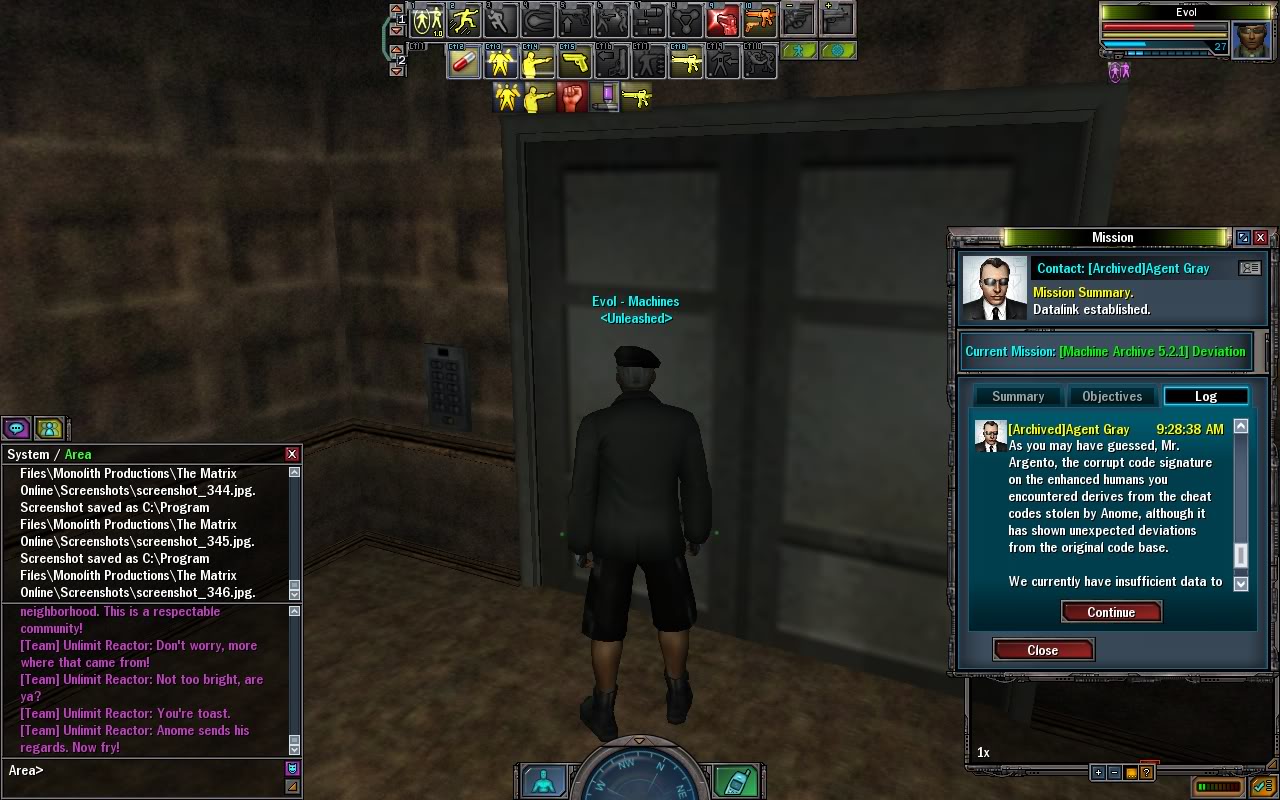 Evol
27
1.0
1
2
Evol - Machines
<Unleashed>
Mission
Contact: [Archived]Agent Gray
Mission Summary.
Datalink established.
Current Mission: [Machine Archive 5.2.1] Deviation
Summary
Objectives
Log
[Archived]Agent Gray 9:28:38 AM
As you may have guessed, Mr.
Argento, the corrupt code signature
on the enhanced humans you
encountered derives from the cheat
codes stolen by Anome, although it
has shown unexpected deviations
from the original code base.
We currently have insufficient data to
Continue
Close
1x
System / Area
Files\Monolith Productions\The Matrix
Online\Screenshots\screenshot_344.jpg.
Screenshot saved as C:\Program
Files\Monolith Productions\The Matrix
Online\Screenshots\screenshot_345.jpg.
Screenshot saved as C:\Program
Files\Monolith Productions\The Matrix
Online\Screenshots\screenshot_346.jpg.
neighborhood. This is a respectable
community!
[Team] Unlimit Reactor: Don't worry, more
where that came from!
[Team] Unlimit Reactor: Not too bright, are
ya?
[Team] Unlimit Reactor: You're toast.
[Team] Unlimit Reactor: Anome sends his
regards. Now fry!
Area>
W
NW
N
NE